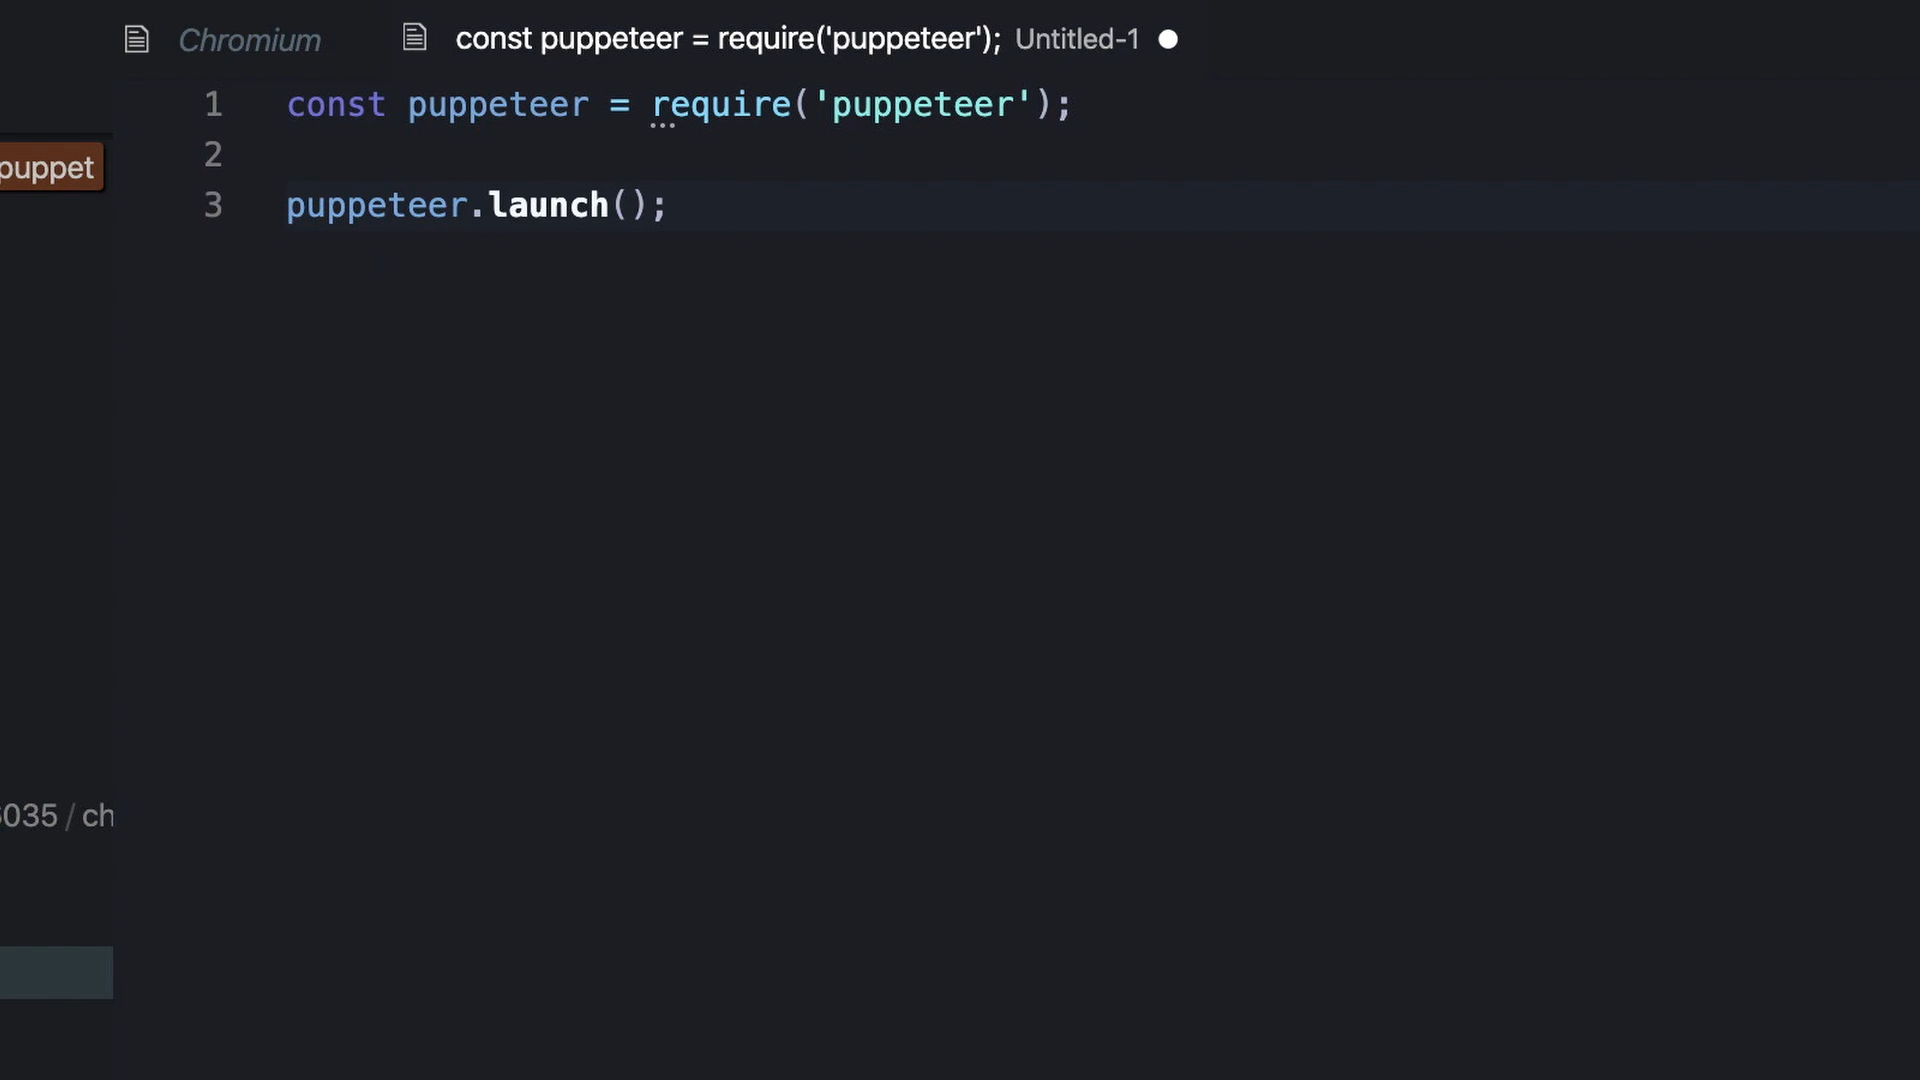 Chromium
const puppeteer = require('puppeteer'); Untitled-1
1 const puppeteer = require('puppeteer');
puppet
2
3 puppeteer.launch();
035 / ch